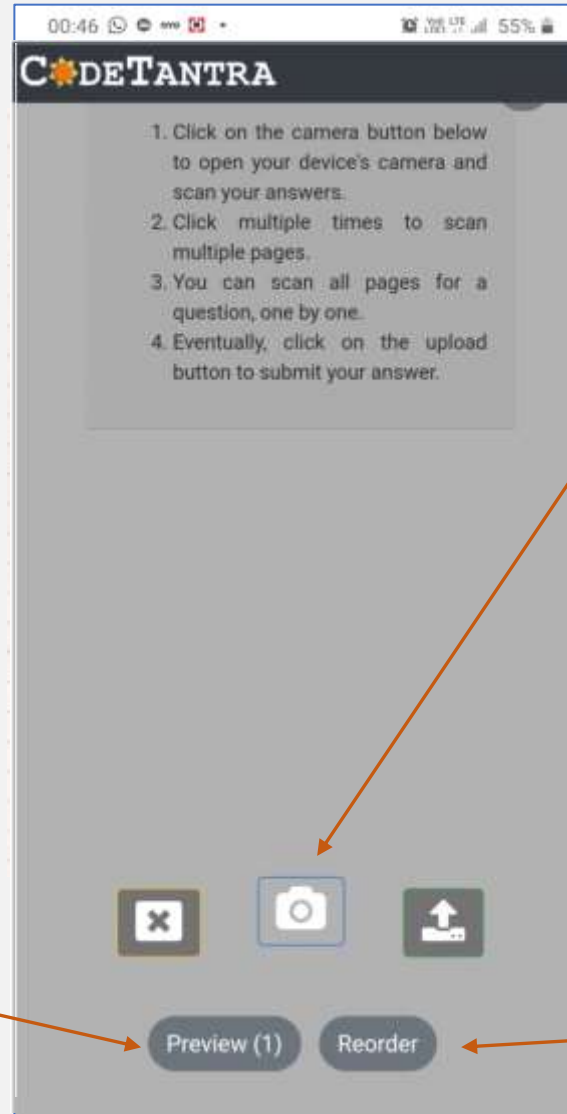 00:46 55%
CODETANTRA
1. Click on the camera button below
to open your device's camera and
scan your answers.
2. Click multiple times to scan
multiple pages.
3. You can scan all pages for a
question, one by one.
4. Eventually, click on the upload
button to submit your answer.
Preview (1) Reorder